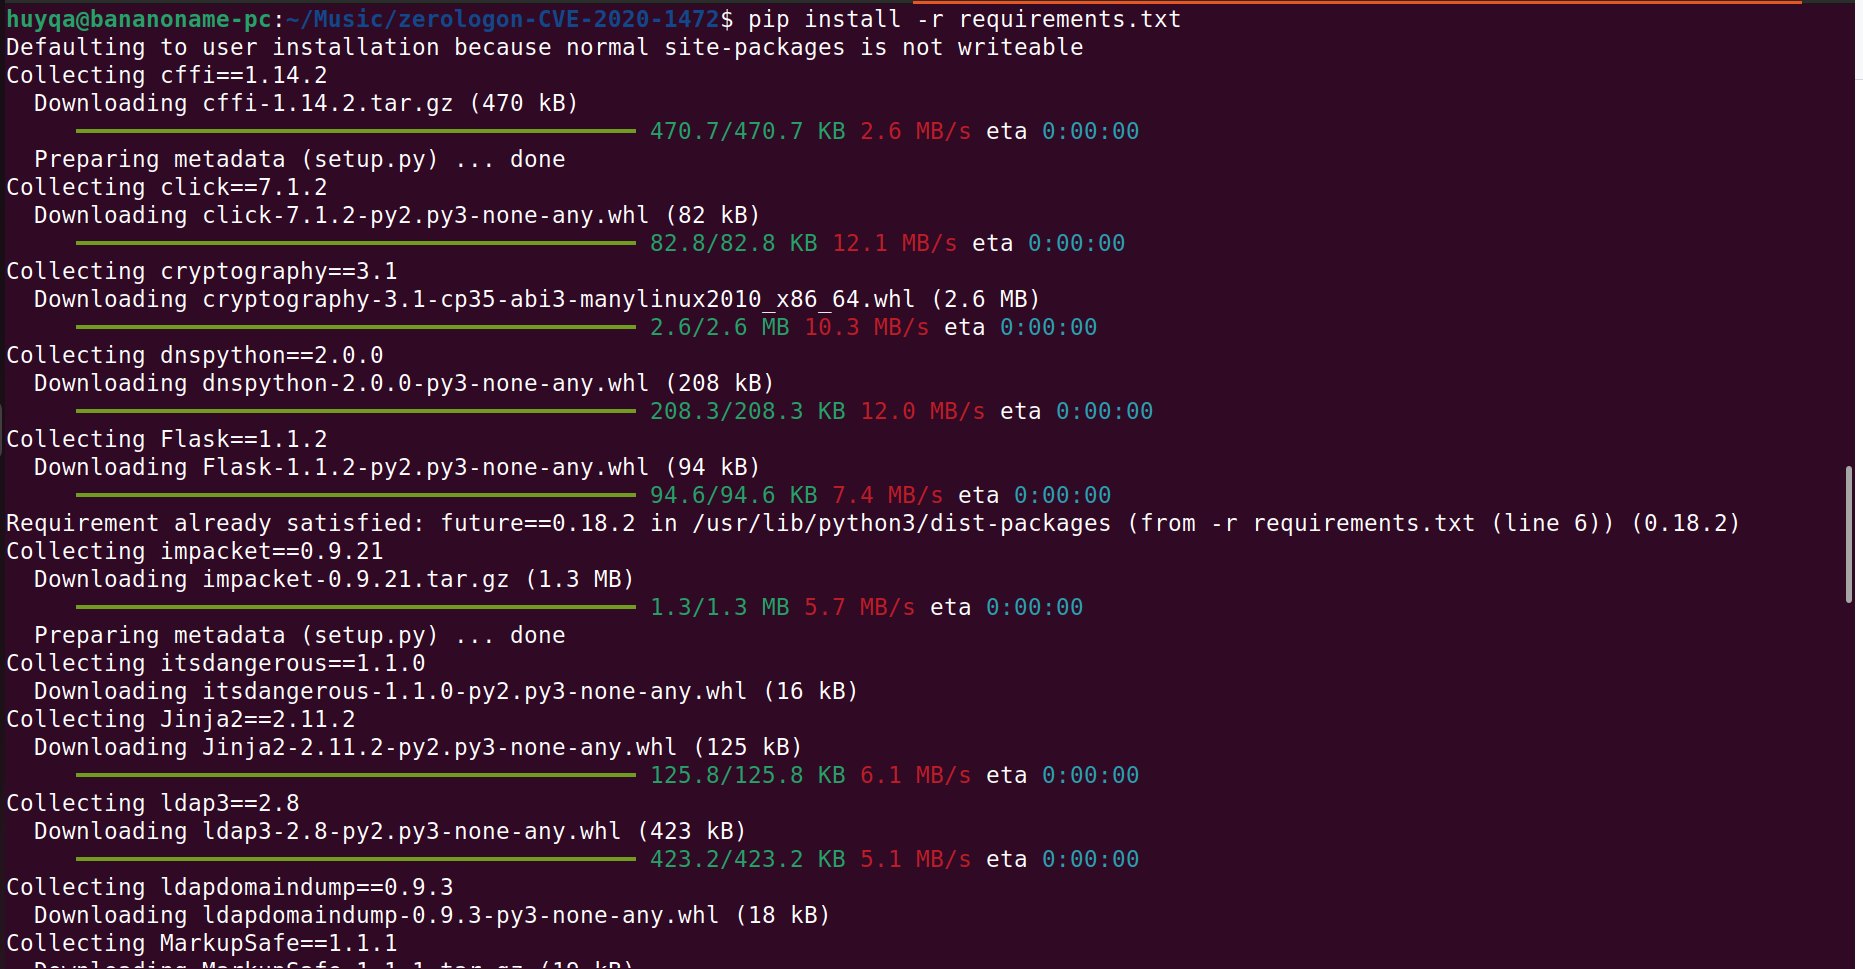 huyqa@bananoname-pc:~/Music/zerologon-CVE-2020-1472$ pip install -r requirements.txt
Defaulting to user installation because normal site-packages is not writeable
Collecting cffi==1.14.2
  Downloading cffi-1.14.2.tar.gz (470 kB)
470.7/470.7 KB 2.6 MB/s eta 0:00:00
  Preparing metadata (setup.py) ... done
Collecting click==7.1.2
  Downloading click-7.1.2-py2.py3-none-any.whl (82 kB)
82.8/82.8 KB 12.1 MB/s eta 0:00:00
Collecting cryptography==3.1
  Downloading cryptography-3.1-cp35-abi3-manylinux2010_x86_64.whl (2.6 MB)
2.6/2.6 MB 10.3 MB/s eta 0:00:00
Collecting dnspython==2.0.0
  Downloading dnspython-2.0.0-py3-none-any.whl (208 kB)
208.3/208.3 KB 12.0 MB/s eta 0:00:00
Collecting Flask==1.1.2
  Downloading Flask-1.1.2-py2.py3-none-any.whl (94 kB)
94.6/94.6 KB 7.4 MB/s eta 0:00:00
Requirement already satisfied: future==0.18.2 in /usr/lib/python3/dist-packages (from -r requirements.txt (line 6)) (0.18.2)
Collecting impacket==0.9.21
  Downloading impacket-0.9.21.tar.gz (1.3 MB)
1.3/1.3 MB 5.7 MB/s eta 0:00:00
  Preparing metadata (setup.py) ... done
Collecting itsdangerous==1.1.0
  Downloading itsdangerous-1.1.0-py2.py3-none-any.whl (16 kB)
Collecting Jinja2==2.11.2
  Downloading Jinja2-2.11.2-py2.py3-none-any.whl (125 kB)
125.8/125.8 KB 6.1 MB/s eta 0:00:00
Collecting ldap3==2.8
  Downloading ldap3-2.8-py2.py3-none-any.whl (423 kB)
423.2/423.2 KB 5.1 MB/s eta 0:00:00
Collecting ldapdomaindump==0.9.3
  Downloading ldapdomaindump-0.9.3-py3-none-any.whl (18 kB)
Collecting MarkupSafe==1.1.1
  Downloading MarkupSafe-1.1.1.tar.gz (19 kB)